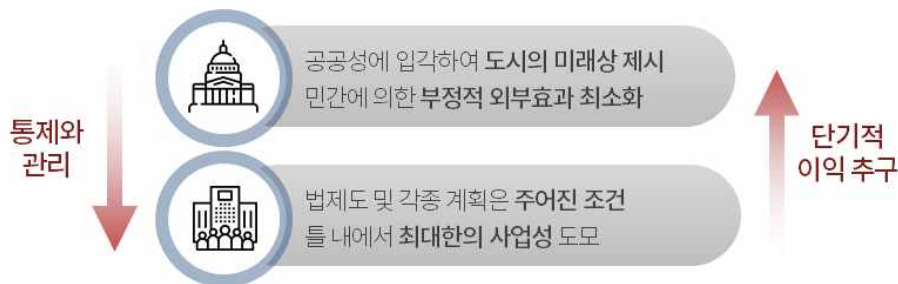 공공성에 입각하여 도시의 미래상 제시
민간에 의한 부정적 외부효과 최소화
통제와
관리
단기적
이익 추구
법제도 및 각종 계획은 주어진 조건
틀 내에서 최대한의 사업성 도모